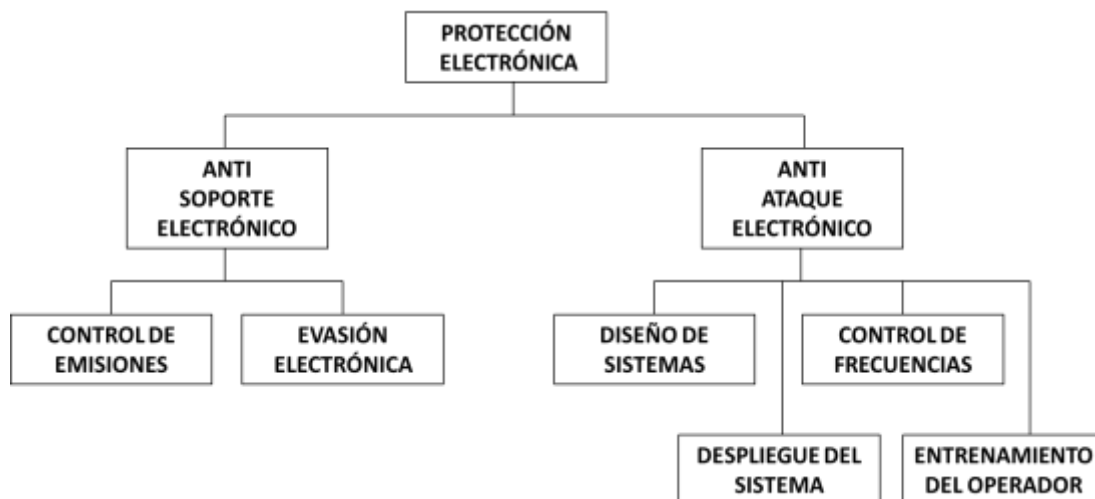 PROTECCIÓN
ELECTRÓNICA
ANTI
SOPORTE
ELECTRÓNICO
ANTI
ATAQUE
ELECTRÓNICO
CONTROL DE
EMISIONES
EVASIÓN
ELECTRÓNICA
DISEÑO DE
SISTEMAS
CONTROL DE
FRECUENCIAS
DESPLIEGUE DEL
SISTEMA
ENTRENAMIENTO
DEL OPERADOR